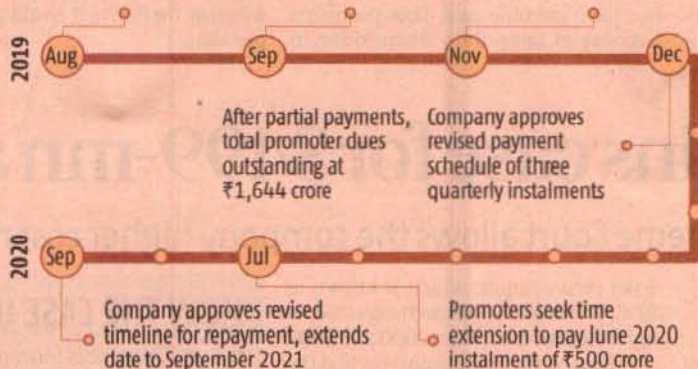 2019
Aug
Sep
Nov
Dec
After partial payments,
total promoter dues
outstanding at
₹1,644 crore
Company approves
revised payment
schedule of three
quarterly instalments
2020
Sep
Jul
Company approves revised
timeline for repayment, extends
date to September 2021
Promoters seek time
extension to pay June 2020
instalment of ₹500 crore